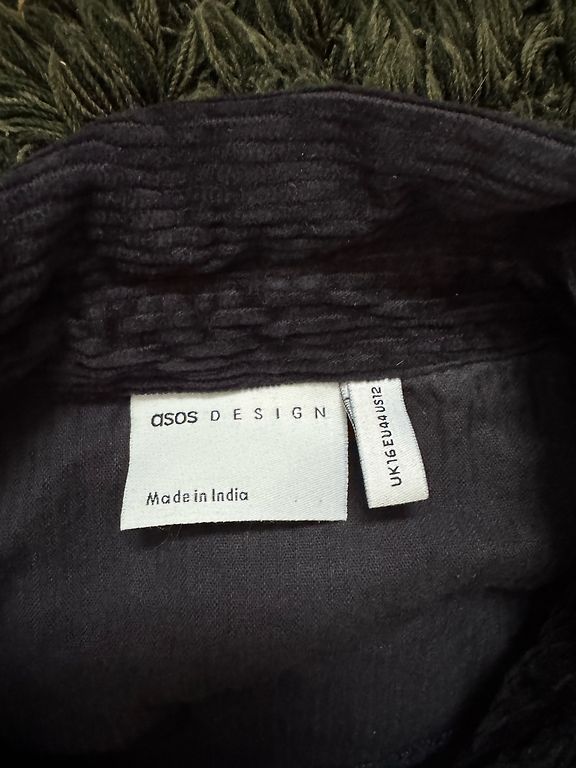 asos DESIGN
Made in India
UK16 EU44 US12